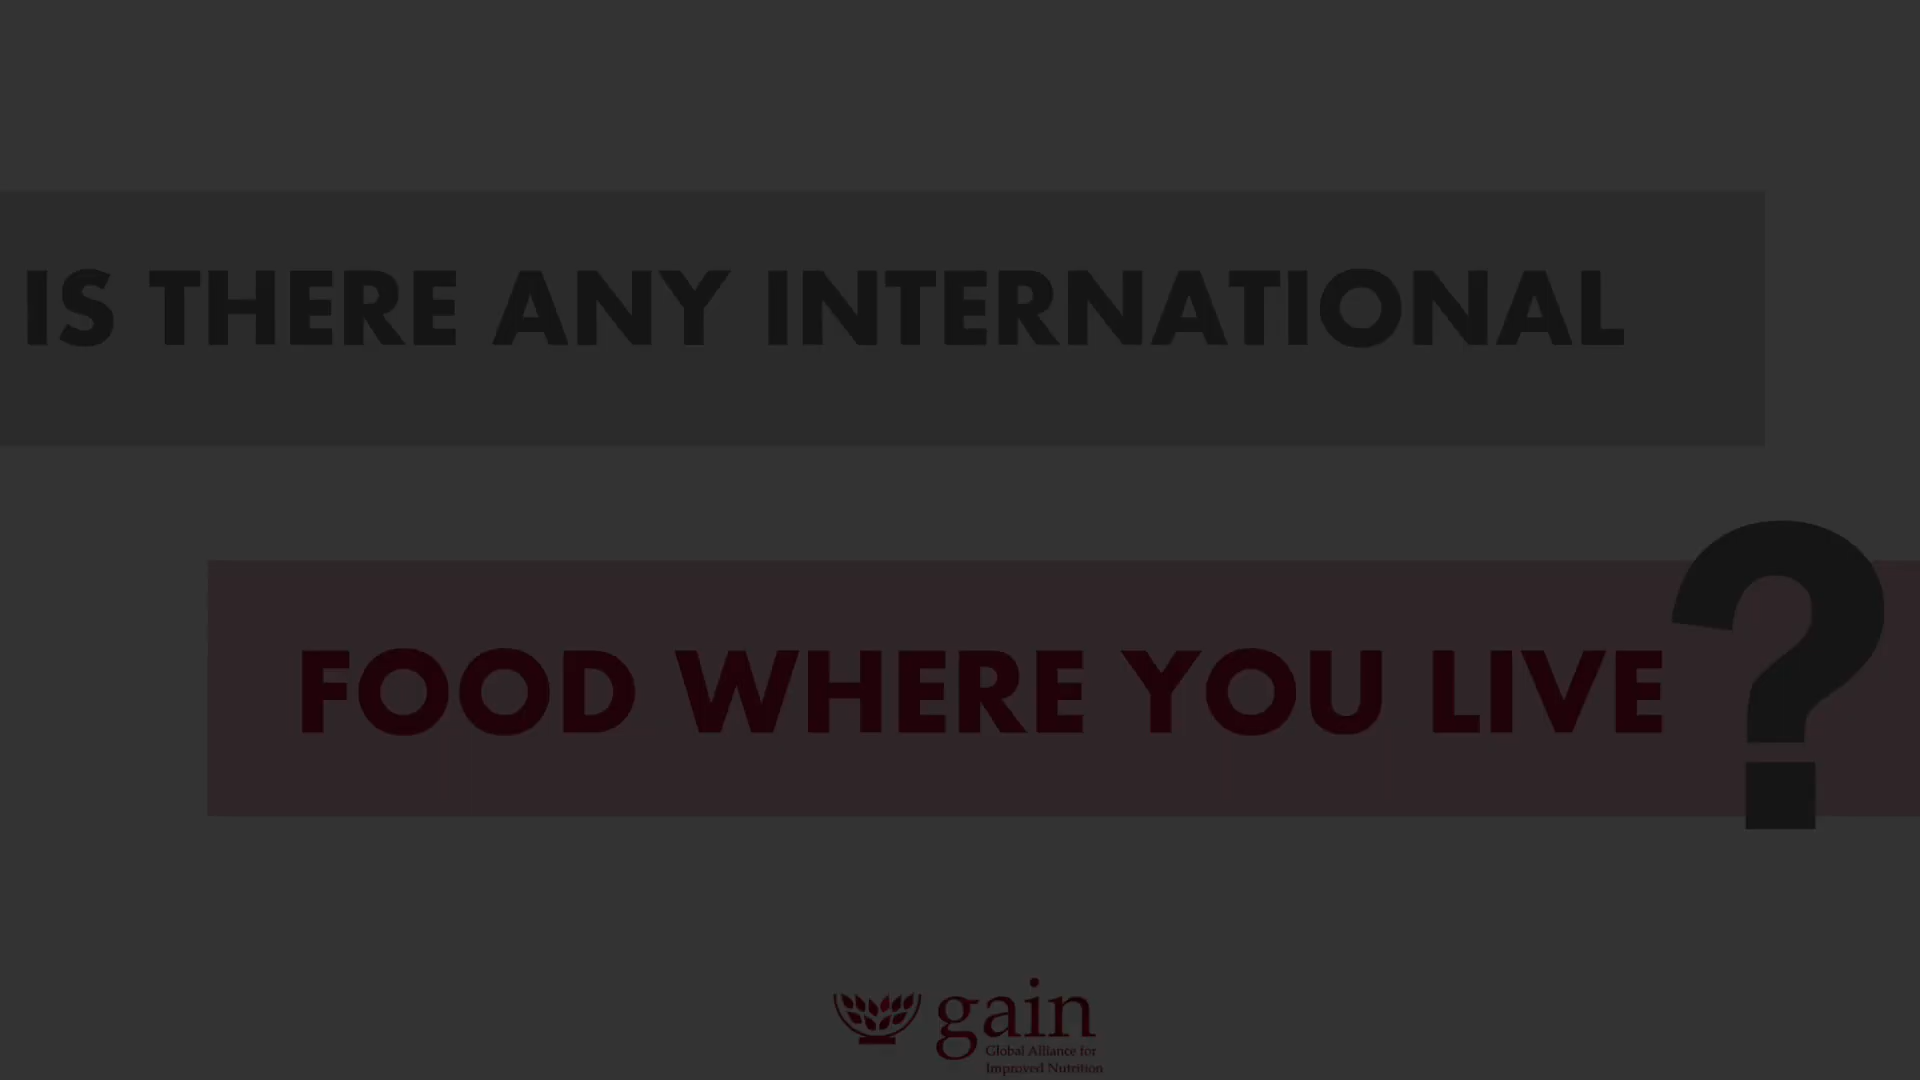 IS THERE ANY INTERNATIONAL
FOOD WHERE YOU LIVE?
gain
Global Alliance for
Improved Nutrition